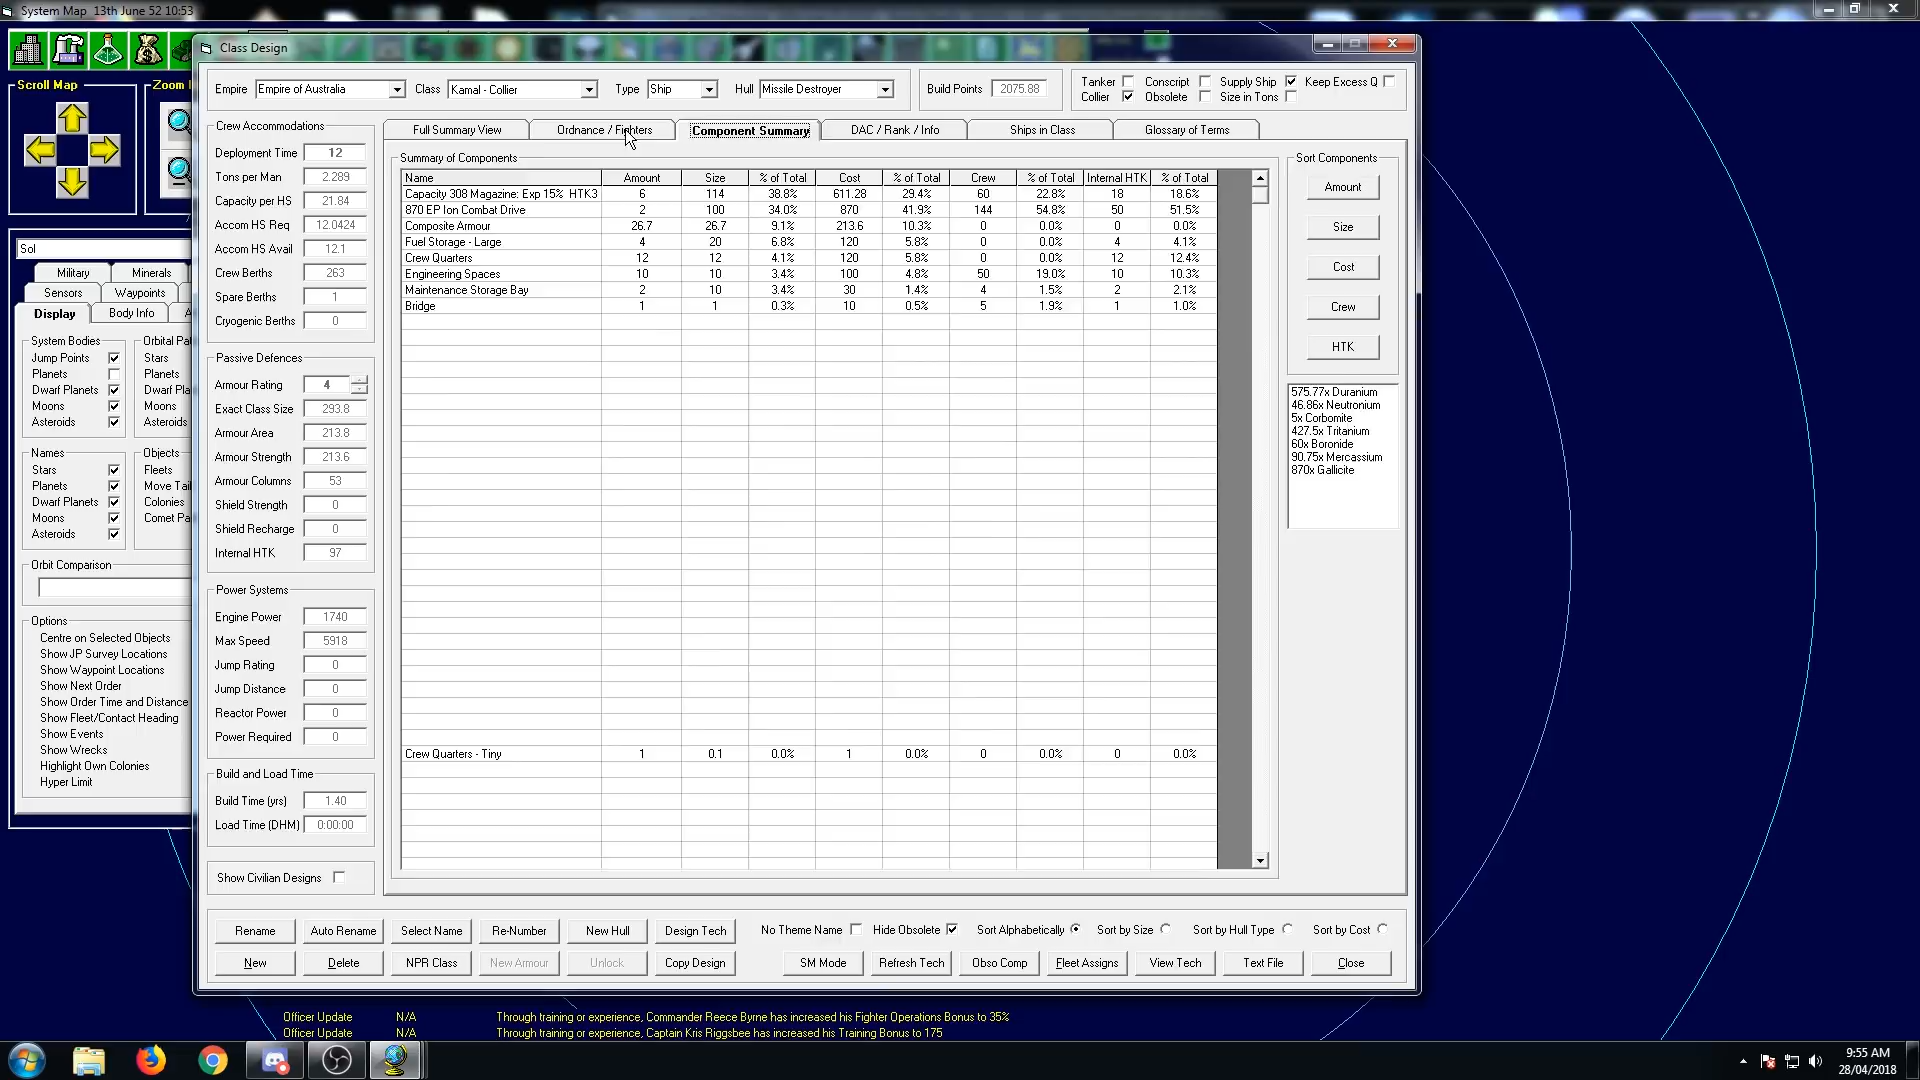 System Map   13th June 52 10:53
Class Design
Scroll Map
Zoom
Empire
Empire of Australia
Class
Kamal - Collier
Type
Ship
Hull
Missile Destroyer
Build Points
2075.88
Tanker
Conscript
Supply Ship
Keep Excess Q
Collier
Obsolete
Size in Tons
Crew Accommodations
Deployment Time 12
Tons per Man 2.289
Capacity per HS 21.84
Accom HS Req 12.0424
Accom HS Avail 12.1
Crew Berths 263
Spare Berths 1
Cryogenic Berths 0
Passive Defences
Armour Rating 4
Exact Class Size 293.8
Armour Area 213.8
Armour Strength 213.6
Armour Columns 53
Shield Strength 0
Shield Recharge 0
Internal HTK 97
Power Systems
Engine Power 1740
Max Speed 5918
Jump Rating 0
Jump Distance 0
Reactor Power 0
Power Required 0
Build and Load Time
Build Time (yrs) 1.40
Load Time (DHM) 0:00:00
Show Civilian Designs
Full Summary View
Ordnance / Fighters
Component Summary
DAC / Rank / Info
Ships in Class
Glossary of Terms
Summary of Components
Name Amount Size % of Total Cost % of Total Crew % of Total Internal HTK % of Total
Capacity 308 Magazine: Exp 15% HTK3 6 114 38.8% 611.28 29.4% 60 22.8% 18 18.6%
870 EP Ion Combat Drive 2 100 34.0% 870 41.9% 144 54.8% 50 51.5%
Composite Armour 26.7 26.7 9.1% 213.6 10.3% 0 0.0% 0 0.0%
Fuel Storage - Large 4 20 6.8% 120 5.8% 0 0.0% 4 4.1%
Crew Quarters 12 12 4.1% 120 5.8% 0 0.0% 12 12.4%
Engineering Spaces 10 10 3.4% 100 4.8% 50 19.0% 10 10.3%
Maintenance Storage Bay 2 10 3.4% 30 1.4% 4 1.5% 2 2.1%
Bridge 1 1 0.3% 10 0.5% 5 1.9% 1 1.0%
Crew Quarters - Tiny 1 0.1 0.0% 1 0.0% 0 0.0% 0 0.0%
Sort Components
Amount
Size
Cost
Crew
HTK
575.77x Duranium
46.86x Neutronium
5x Corbomite
427.5x Tritanium
60x Boronide
90.75x Mercassium
870x Gallicite
Sol
Military
Minerals
Sensors
Waypoints
Display
Body Info
System Bodies
Jump Points
Planets
Dwarf Planets
Moons
Asteroids
Orbital Pa
Stars
Planets
Dwarf Pl
Moons
Asteroids
Names
Stars
Planets
Dwarf Planets
Moons
Asteroids
Objects
Fleets
Move Tai
Colonies
Comet Pa
Orbit Comparison
Options
Centre on Selected Objects
Show JP Survey Locations
Show Waypoint Locations
Show Next Order
Show Order Time and Distance
Show Fleet/Contact Heading
Show Events
Show Wrecks
Highlight Own Colonies
Hyper Limit
Rename
Auto Rename
Select Name
Re-Number
New Hull
Design Tech
No Theme Name
Hide Obsolete
Sort Alphabetically
Sort by Size
Sort by Hull Type
Sort by Cost
New
Delete
NPR Class
New Armour
Unlock
Copy Design
SM Mode
Refresh Tech
Obso Comp
Fleet Assigns
View Tech
Text File
Close
Officer Update N/A Through training or experience, Commander Reece Byrne has increased his Fighter Operations Bonus to 35%
Officer Update N/A Through training or experience, Captain Kris Riggsbee has increased his Training Bonus to 175
9:55 AM
28/04/2018